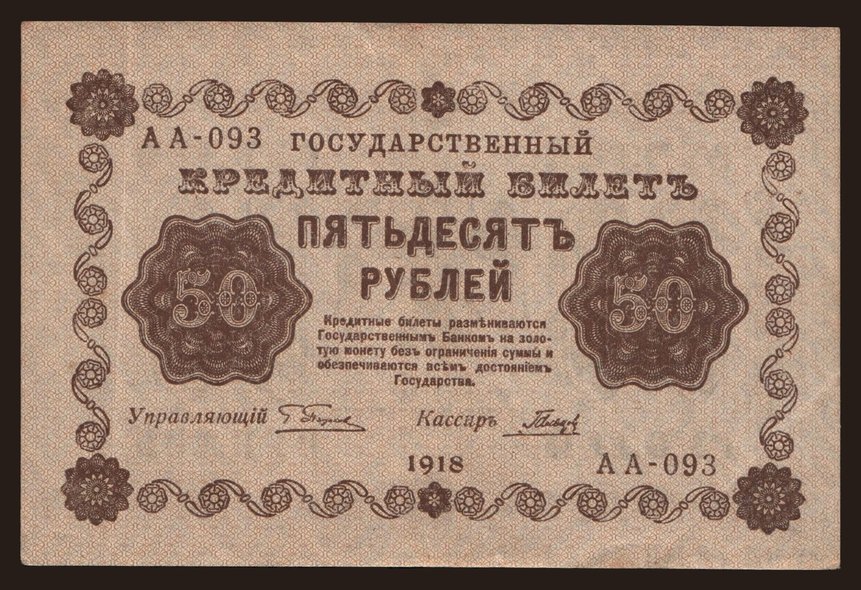 АА-093 ГОСУДАРСТВЕННЫЙ
КРЕДИТНЫЙ БИЛЕТЪ
ПЯТЬДЕСЯТЪ
РУБЛЕЙ
50
50
Кредитные билеты размѣниваются
Государственнымъ Банкомъ на золо-
тую монету безъ ограниченія суммы и
обезпечиваются всѣмъ достояніемъ
Государства.
Управляющій
Кассиръ
1918
АА-093